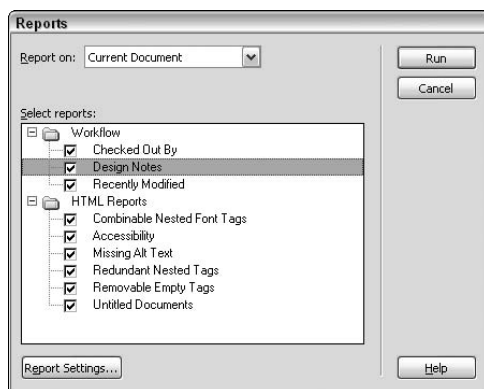 Reports
Report on: Current Document
Run
Cancel
Select reports:
Workflow
Checked Out By
Design Notes
Recently Modified
HTML Reports
Combinable Nested Font Tags
Accessibility
Missing Alt Text
Redundant Nested Tags
Removable Empty Tags
Untitled Documents
Report Settings...
Help